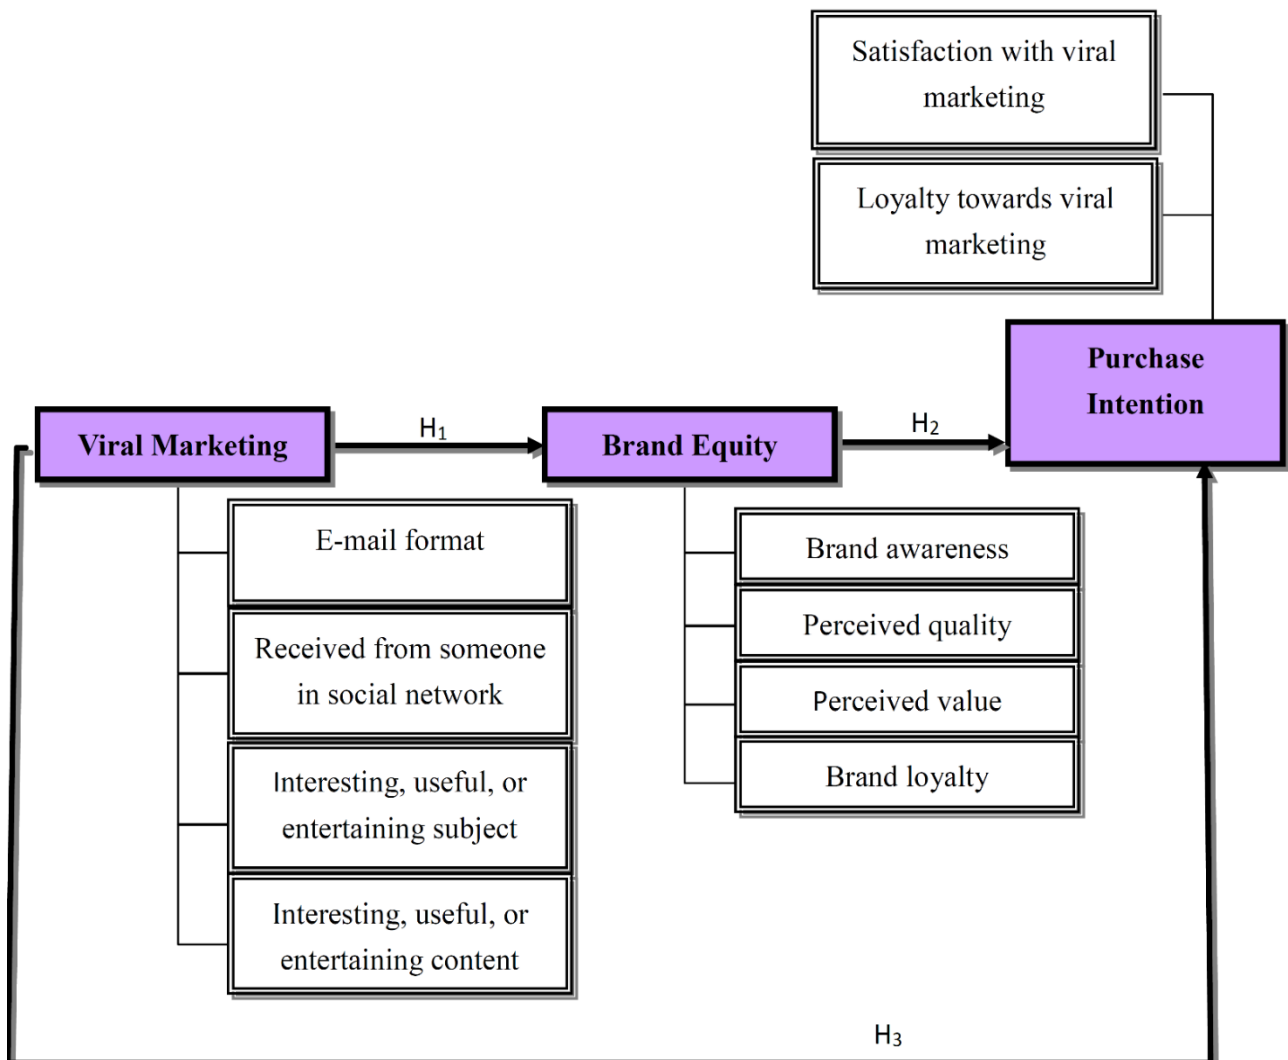 Satisfaction with viral
marketing
Loyalty towards viral
marketing
Purchase
Intention
Viral Marketing
H₁
Brand Equity
H₂
E-mail format
Received from someone
in social network
Interesting, useful, or
entertaining subject
Interesting, useful, or
entertaining content
Brand awareness
Perceived quality
Perceived value
Brand loyalty
H₃